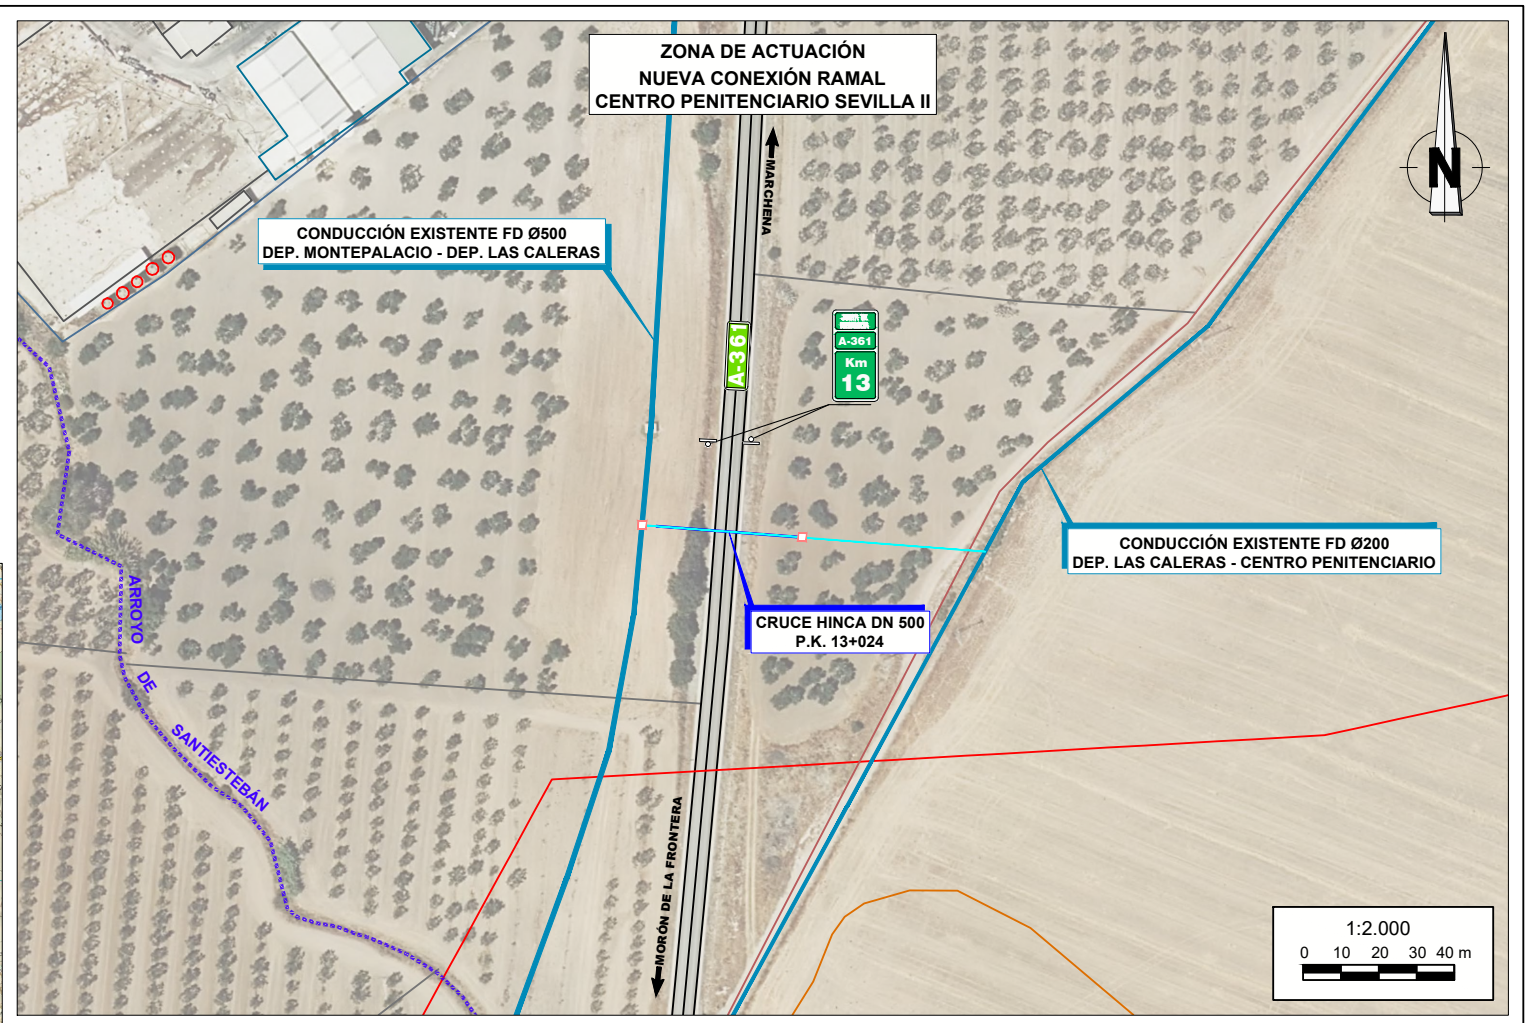 ZONA DE ACTUACIÓN
NUEVA CONEXIÓN RAMAL
CENTRO PENITENCIARIO SEVILLA II
MARCHENA
N
CONDUCCIÓN EXISTENTE FD Ø500
DEP. MONTEPALACIO - DEP. LAS CALERAS
A-361
A-361
Km
13
CONDUCCIÓN EXISTENTE FD Ø200
DEP. LAS CALERAS - CENTRO PENITENCIARIO
CRUCE HINCA DN 500
P.K. 13+024
ARROYO
DE
SANTIESTEBÁN
MORÓN DE LA FRONTERA
1:2.000
0 10 20 30 40 m